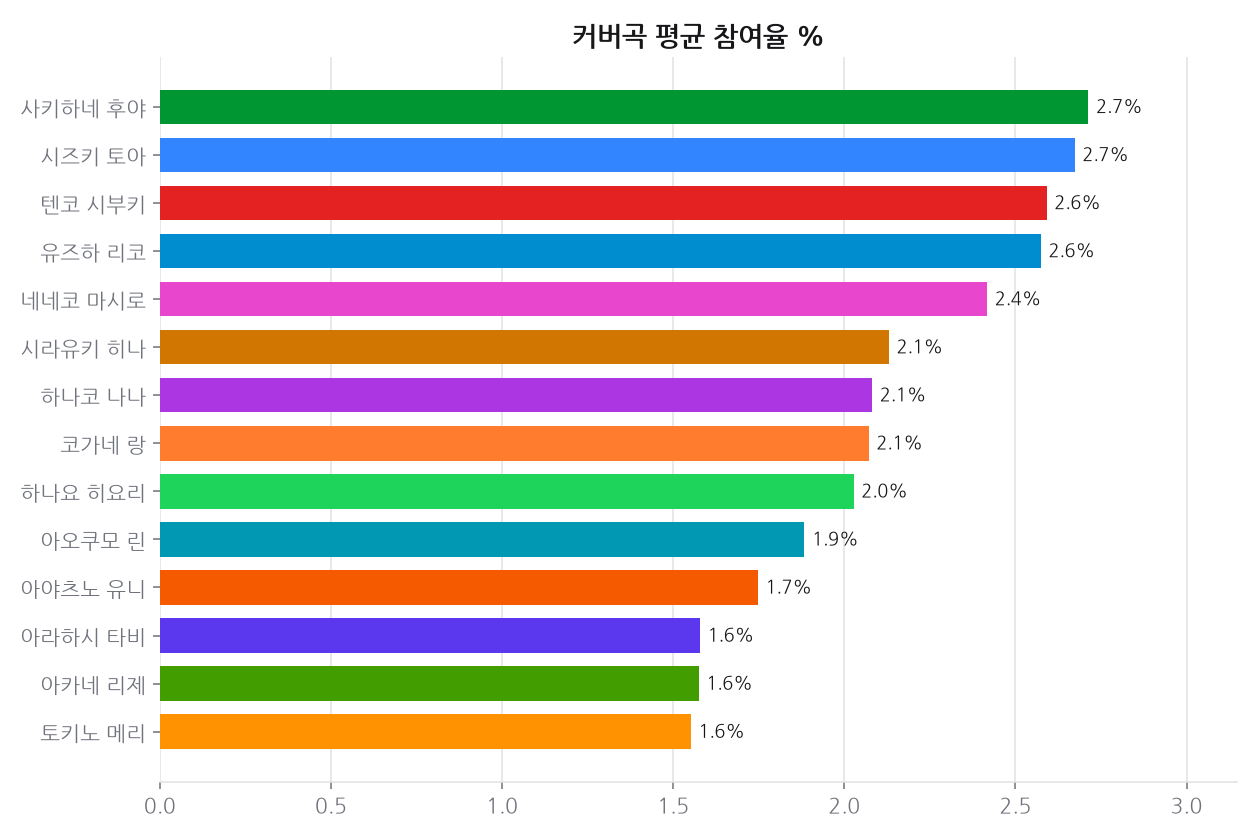 커버곡 평균 참여율 %
사키하네 후야 2.7%
시즈키 토아 2.7%
텐코 시부키 2.6%
유즈하 리코 2.6%
네네코 마시로 2.4%
시라유키 히나 2.1%
하나코 나나 2.1%
코가네 랑 2.1%
하나요 히요리 2.0%
아오쿠모 린 1.9%
아야츠노 유니 1.7%
아라하시 타비 1.6%
아카네 리제 1.6%
토키노 메리 1.6%
0.0 0.5 1.0 1.5 2.0 2.5 3.0